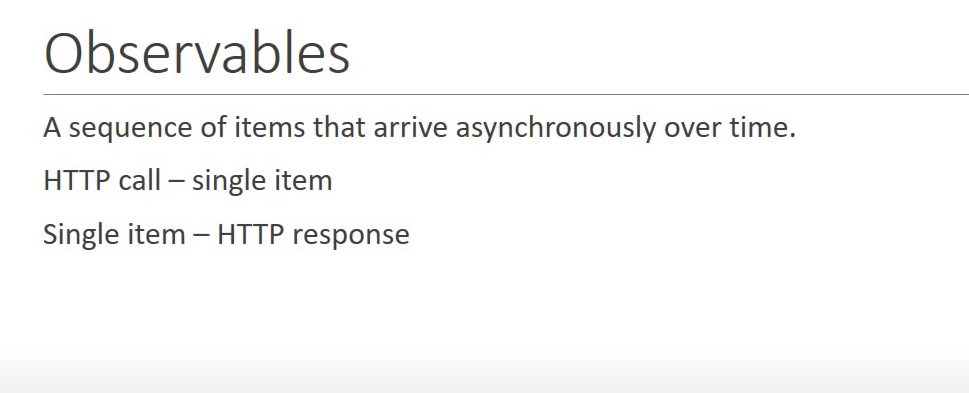 Observables
A sequence of items that arrive asynchronously over time.
HTTP call – single item
Single item – HTTP response